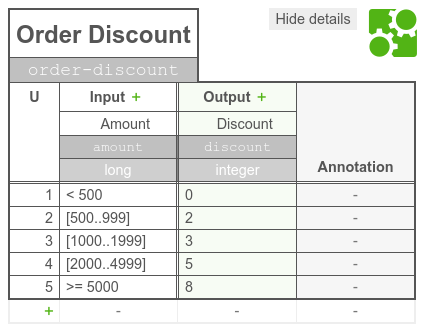 Hide details
Order Discount
order-discount
U Input + Output + Annotation
Amount Discount
amount discount
long integer
1 < 500 0 -
2 [500..999] 2 -
3 [1000..1999] 3 -
4 [2000..4999] 5 -
5 >= 5000 8 -
+ - - -